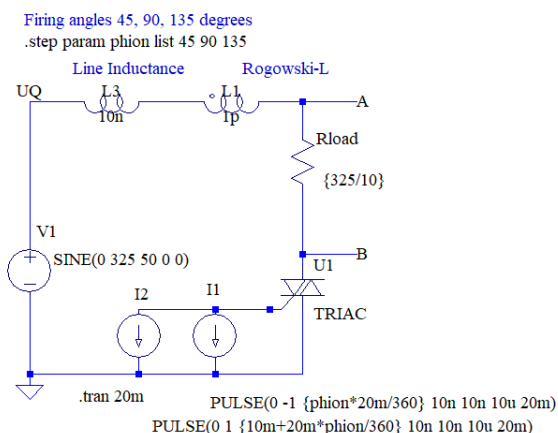 Firing angles 45, 90, 135 degrees
.step param phion list 45 90 135
Line Inductance Rogowski-L
UQ L3 L1 A
10n 1p
Rload
{325/10}
V1
B
SINE(0 325 50 0 0)
U1
I2 I1
TRIAC
.tran 20m
PULSE(0 -1 {phion*20m/360} 10n 10n 10u 20m)
PULSE(0 1 {10m+20m*phion/360} 10n 10n 10u 20m)